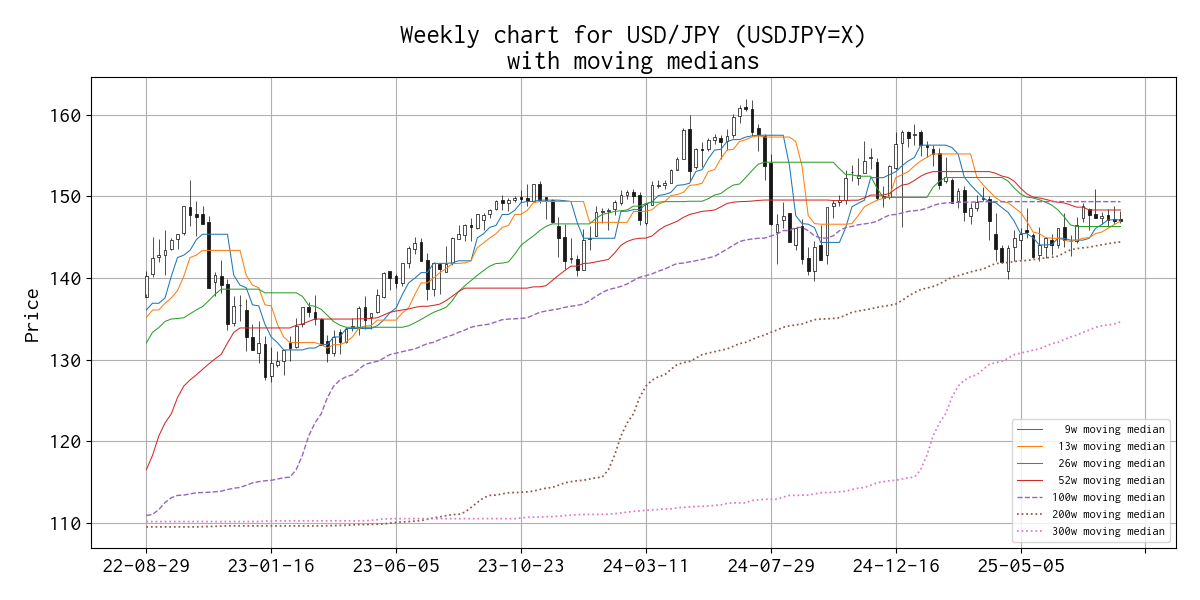 Weekly chart for USD/JPY (USDJPY=X)
with moving medians
Price
160
150
140
130
120
110
22-08-29
23-01-16
23-06-05
23-10-23
24-03-11
24-07-29
24-12-16
25-05-05
9w moving median
13w moving median
26w moving median
52w moving median
100w moving median
200w moving median
300w moving median